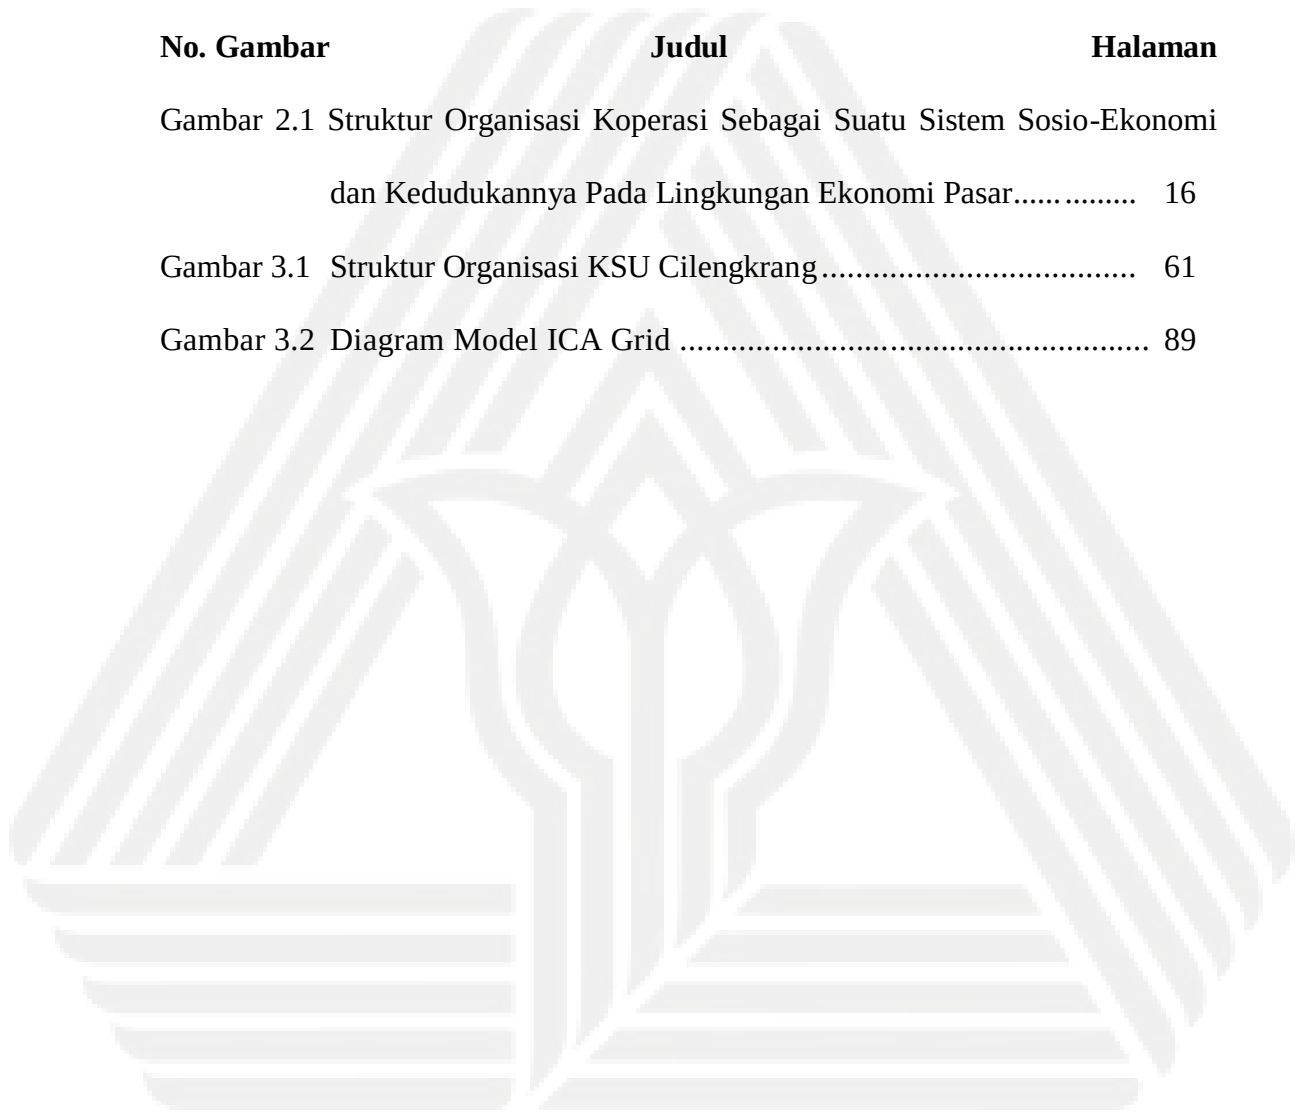 No. Gambar Judul Halaman
Gambar 2.1 Struktur Organisasi Koperasi Sebagai Suatu Sistem Sosio-Ekonomi
dan Kedudukannya Pada Lingkungan Ekonomi Pasar............... 16
Gambar 3.1 Struktur Organisasi KSU Cilengkrang.................................... 61
Gambar 3.2 Diagram Model ICA Grid ...................................................... 89